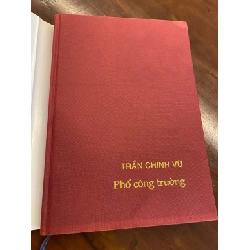 TRẦN CHINH VŨ
Phố công trường